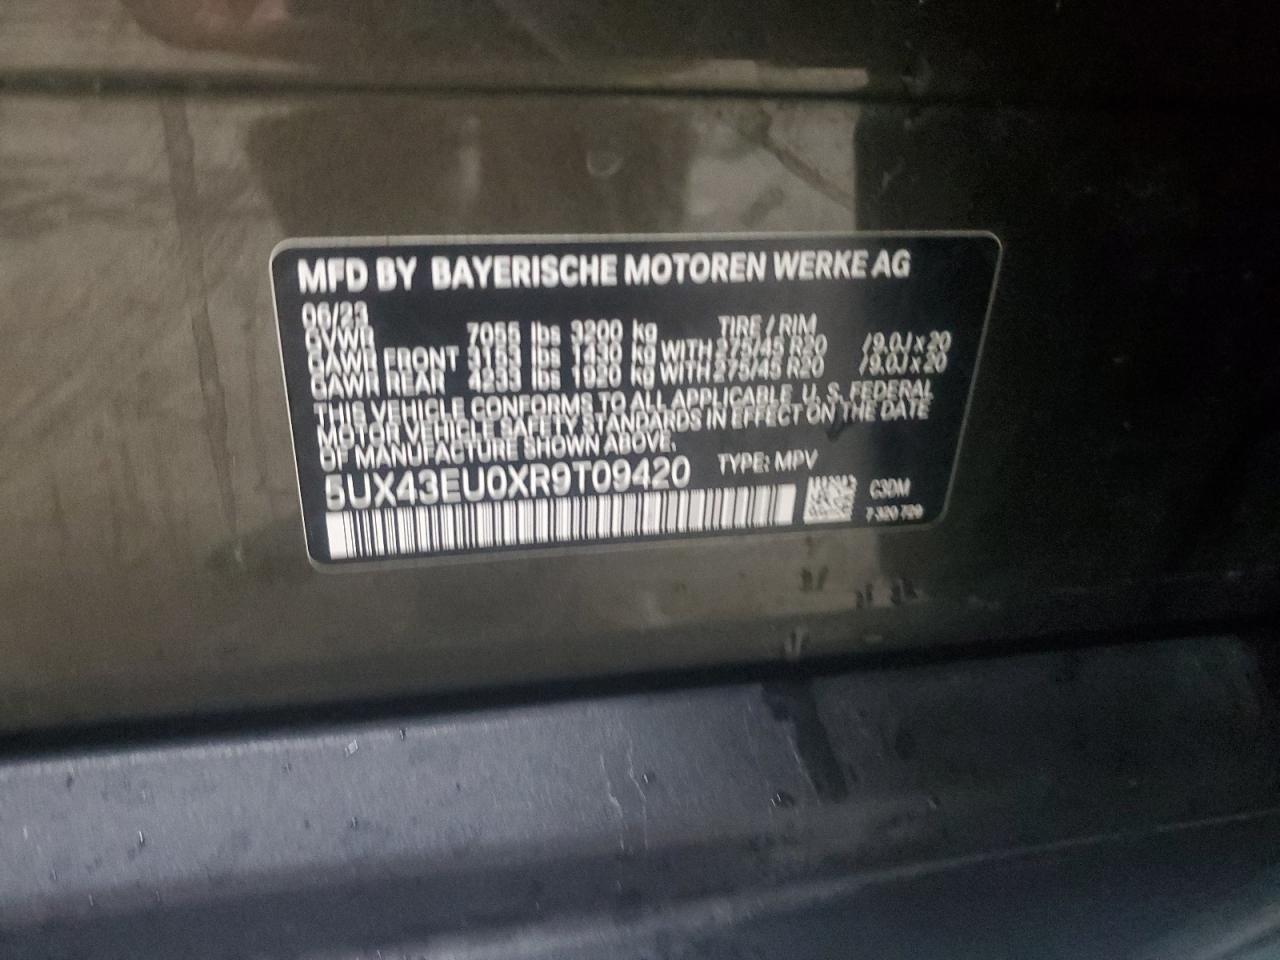 MFD BY BAYERISCHE MOTOREN WERKE AG
06/23
GVWR 7055 lbs 3200 kg TIRE / RIM
GAWR FRONT 3153 lbs 1430 kg WITH 275/45 R20 /9.0J x 20
GAWR REAR 4233 lbs 1920 kg WITH 275/45 R20 /9.0J x 20
THIS VEHICLE CONFORMS TO ALL APPLICABLE U. S. FEDERAL
MOTOR VEHICLE SAFETY STANDARDS IN EFFECT ON THE DATE
OF MANUFACTURE SHOWN ABOVE.
5UX43EU0XR9T09420 TYPE: MPV
C3DM
7 320 729